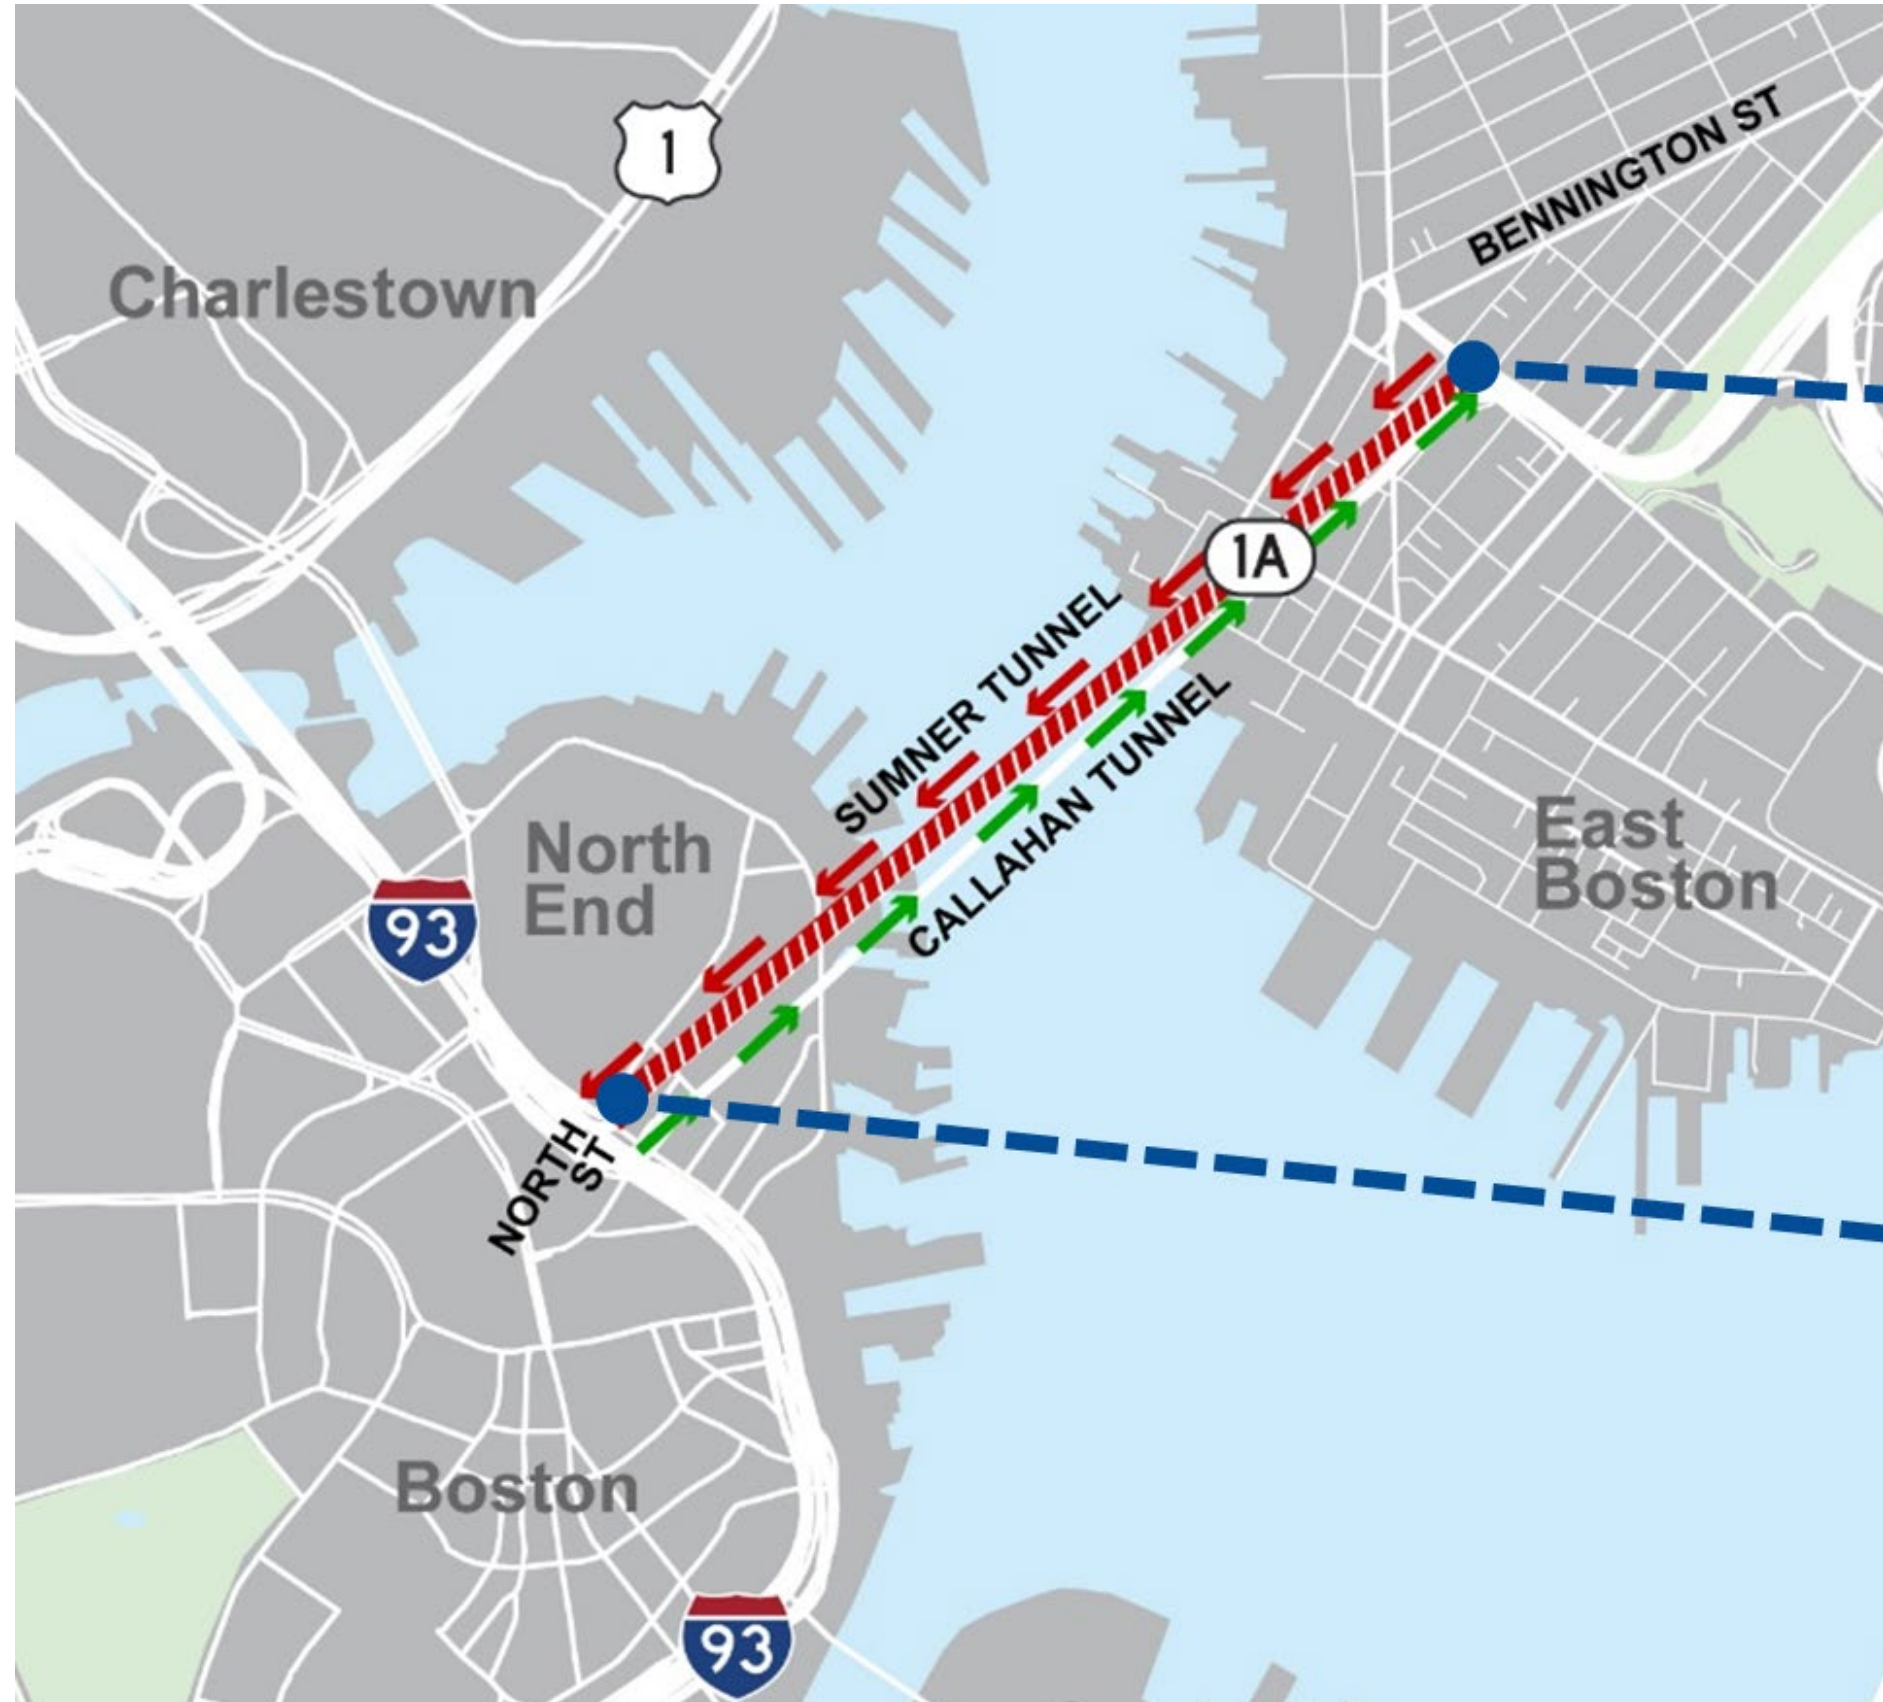 1
BENNINGTON ST
Charlestown
1A
SUMNER TUNNEL
CALLAHAN TUNNEL
North
End
East
Boston
93
NORTH
ST
Boston
93